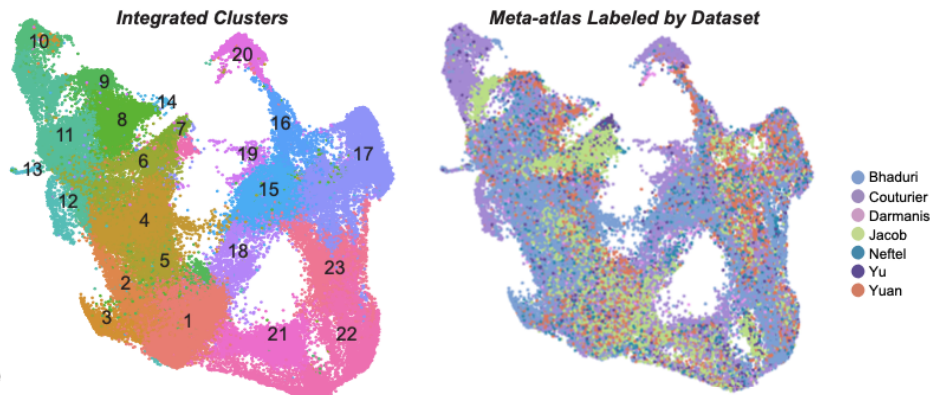 Integrated Clusters
Meta-atlas Labeled by Dataset
10
20
9
14
8
7
16
11
6
19
17
13
15
12
4
18
5
23
2
3
1
21
22
Bhaduri
Couturier
Darmanis
Jacob
Neftel
Yu
Yuan